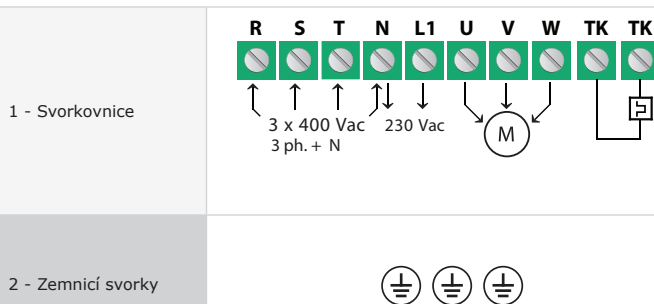 R S T N L1 U V W TK TK
1 - Svorkovnice
3 x 400 Vac 230 Vac
3 ph. + N
M
2 - Zemnicí svorky